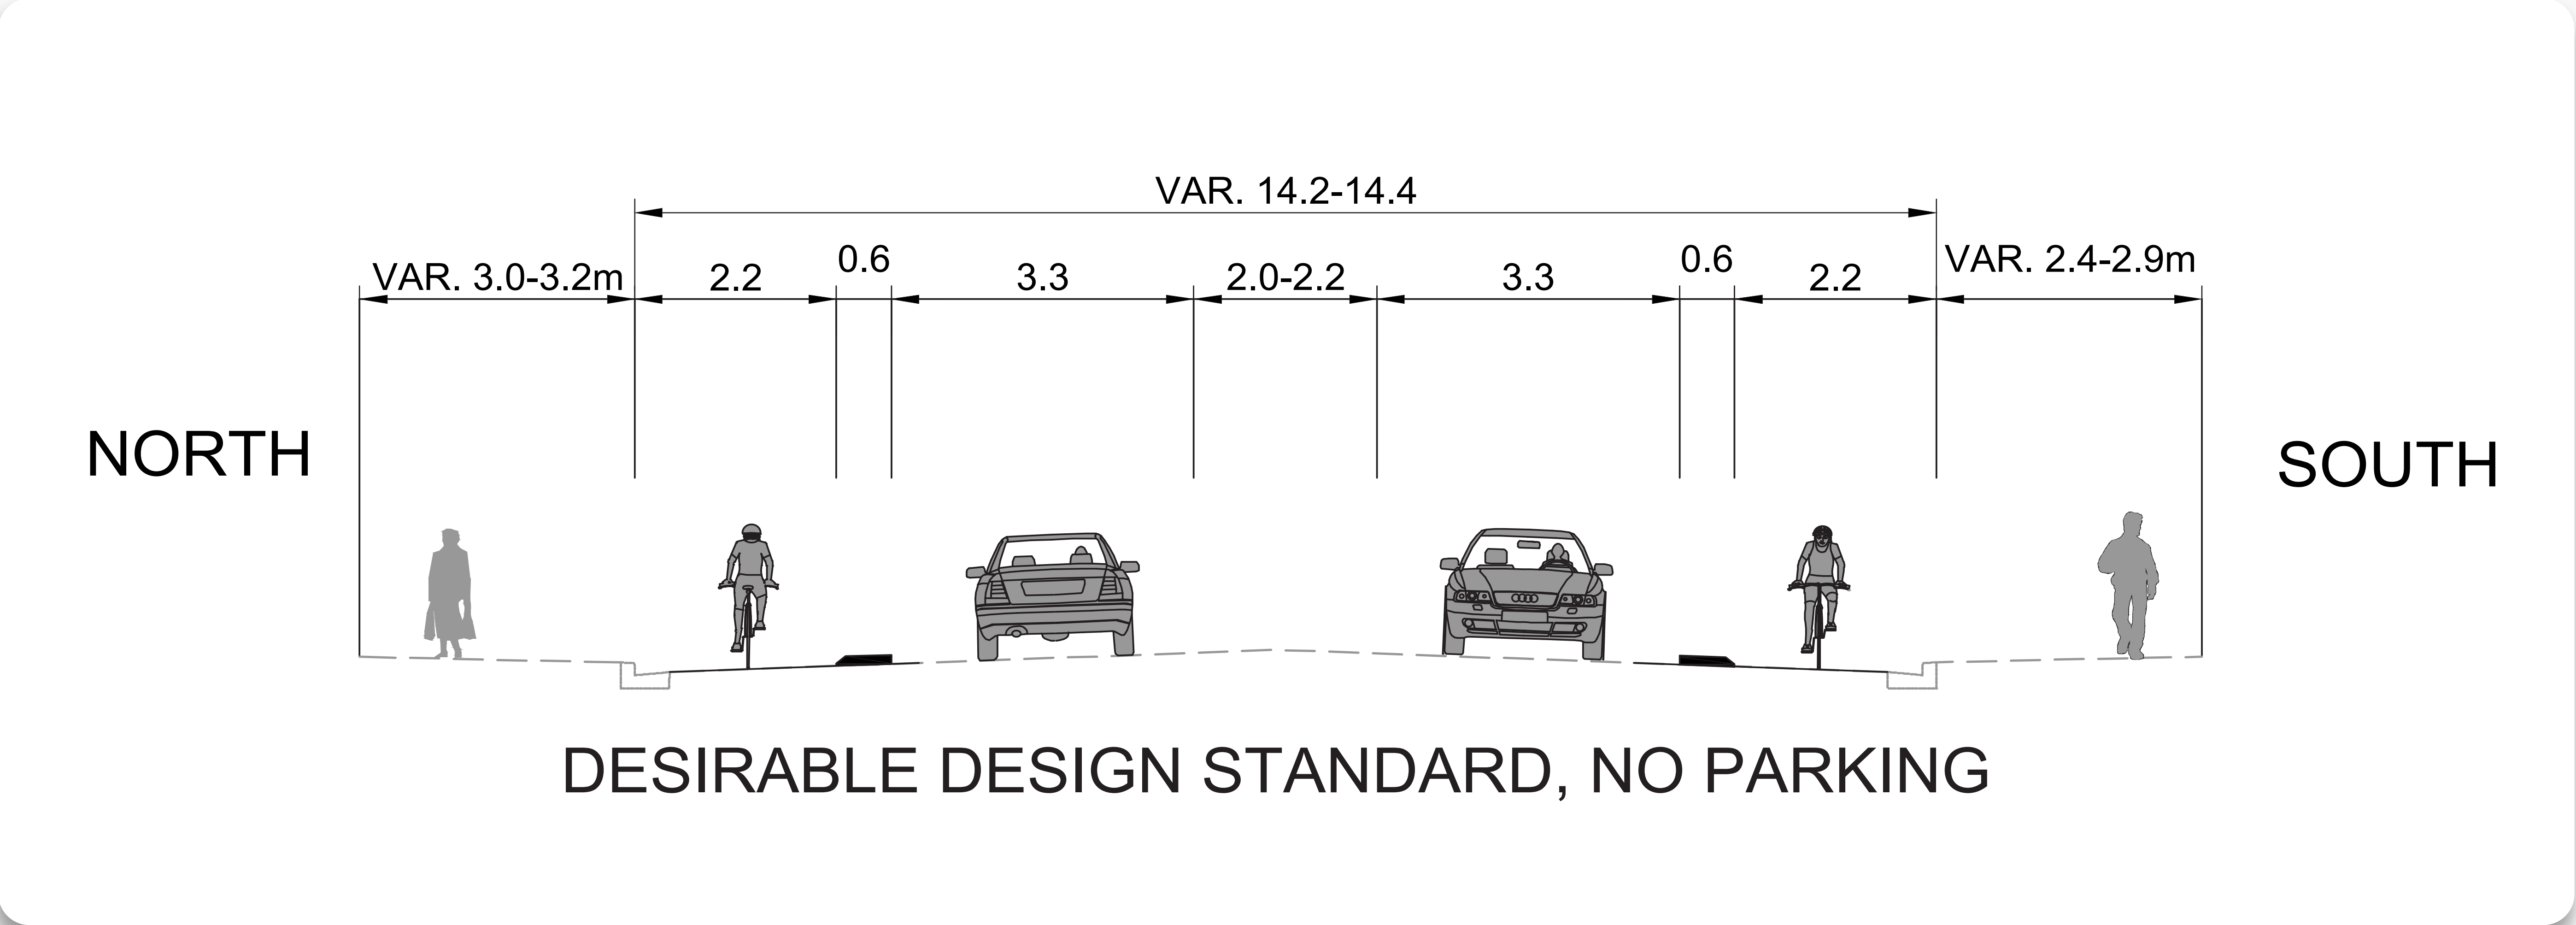 VAR. 14.2-14.4
VAR. 3.0-3.2m 2.2 0.6 3.3 2.0-2.2 3.3 0.6 2.2 VAR. 2.4-2.9m
NORTH SOUTH
DESIRABLE DESIGN STANDARD, NO PARKING